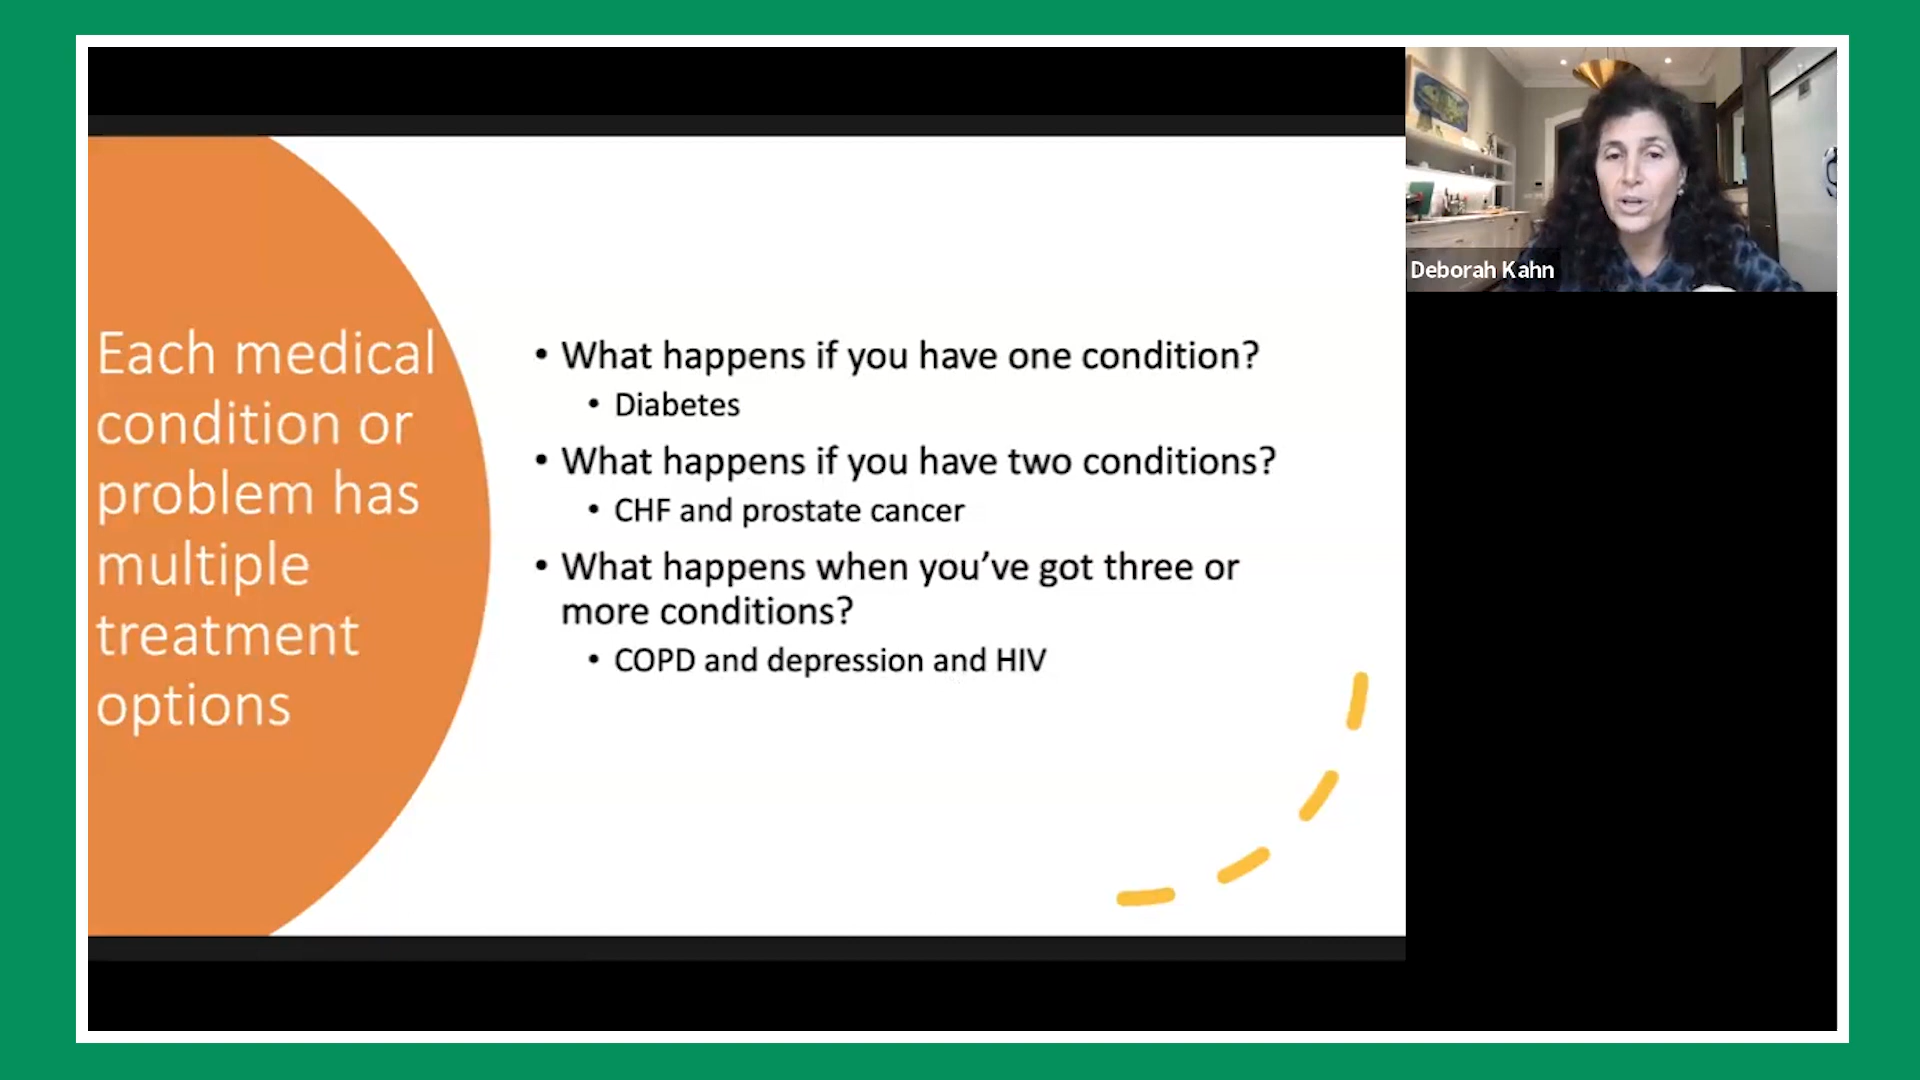 Each medical
condition or
problem has
multiple
treatment
options
• What happens if you have one condition?
• Diabetes
• What happens if you have two conditions?
• CHF and prostate cancer
• What happens when you’ve got three or
more conditions?
• COPD and depression and HIV
Deborah Kahn